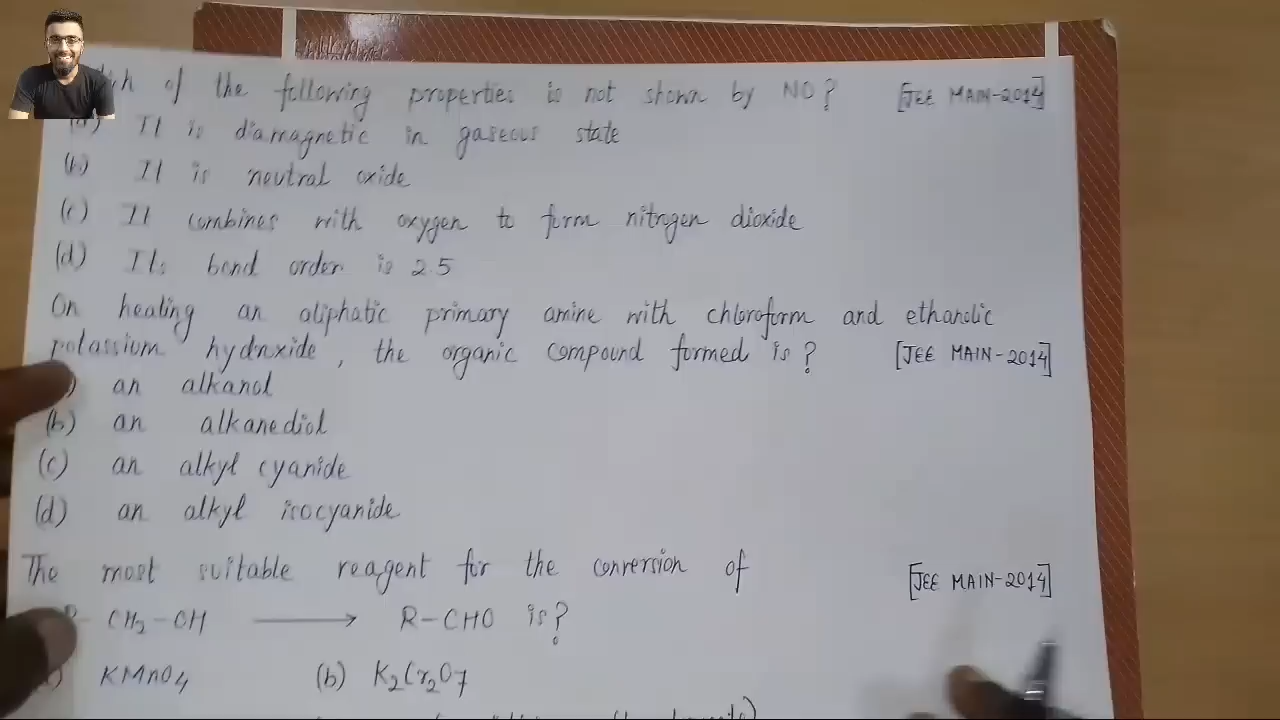 of the following properties is not shown by NO? [JEE MAIN-2014]
(a) It is diamagnetic in gaseous state
(b) It is neutral oxide
(c) It combines with oxygen to form nitrogen dioxide
(d) Its bond order is 2.5
On heating an aliphatic primary amine with chloroform and ethanolic
potassium hydroxide, the organic compound formed is? [JEE MAIN-2014]
) an alkanol
(b) an alkanediol
(c) an alkyl cyanide
(d) an alkyl isocyanide
The most suitable reagent for the conversion of [JEE MAIN-2014]
R-CH2-OH ⟶ R-CHO is?
) KMnO4 (b) K2Cr2O7